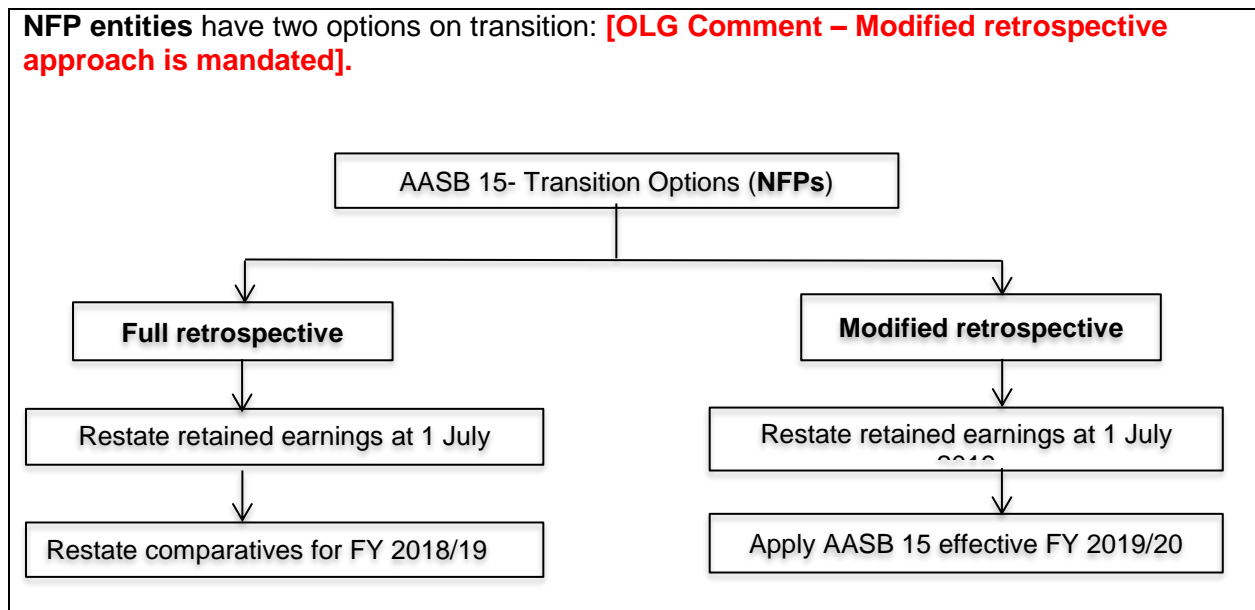 NFP entities have two options on transition: [OLG Comment – Modified retrospective
approach is mandated].
AASB 15- Transition Options (NFPs)
Full retrospective
Modified retrospective
Restate retained earnings at 1 July
Restate retained earnings at 1 July
Restate comparatives for FY 2018/19
Apply AASB 15 effective FY 2019/20